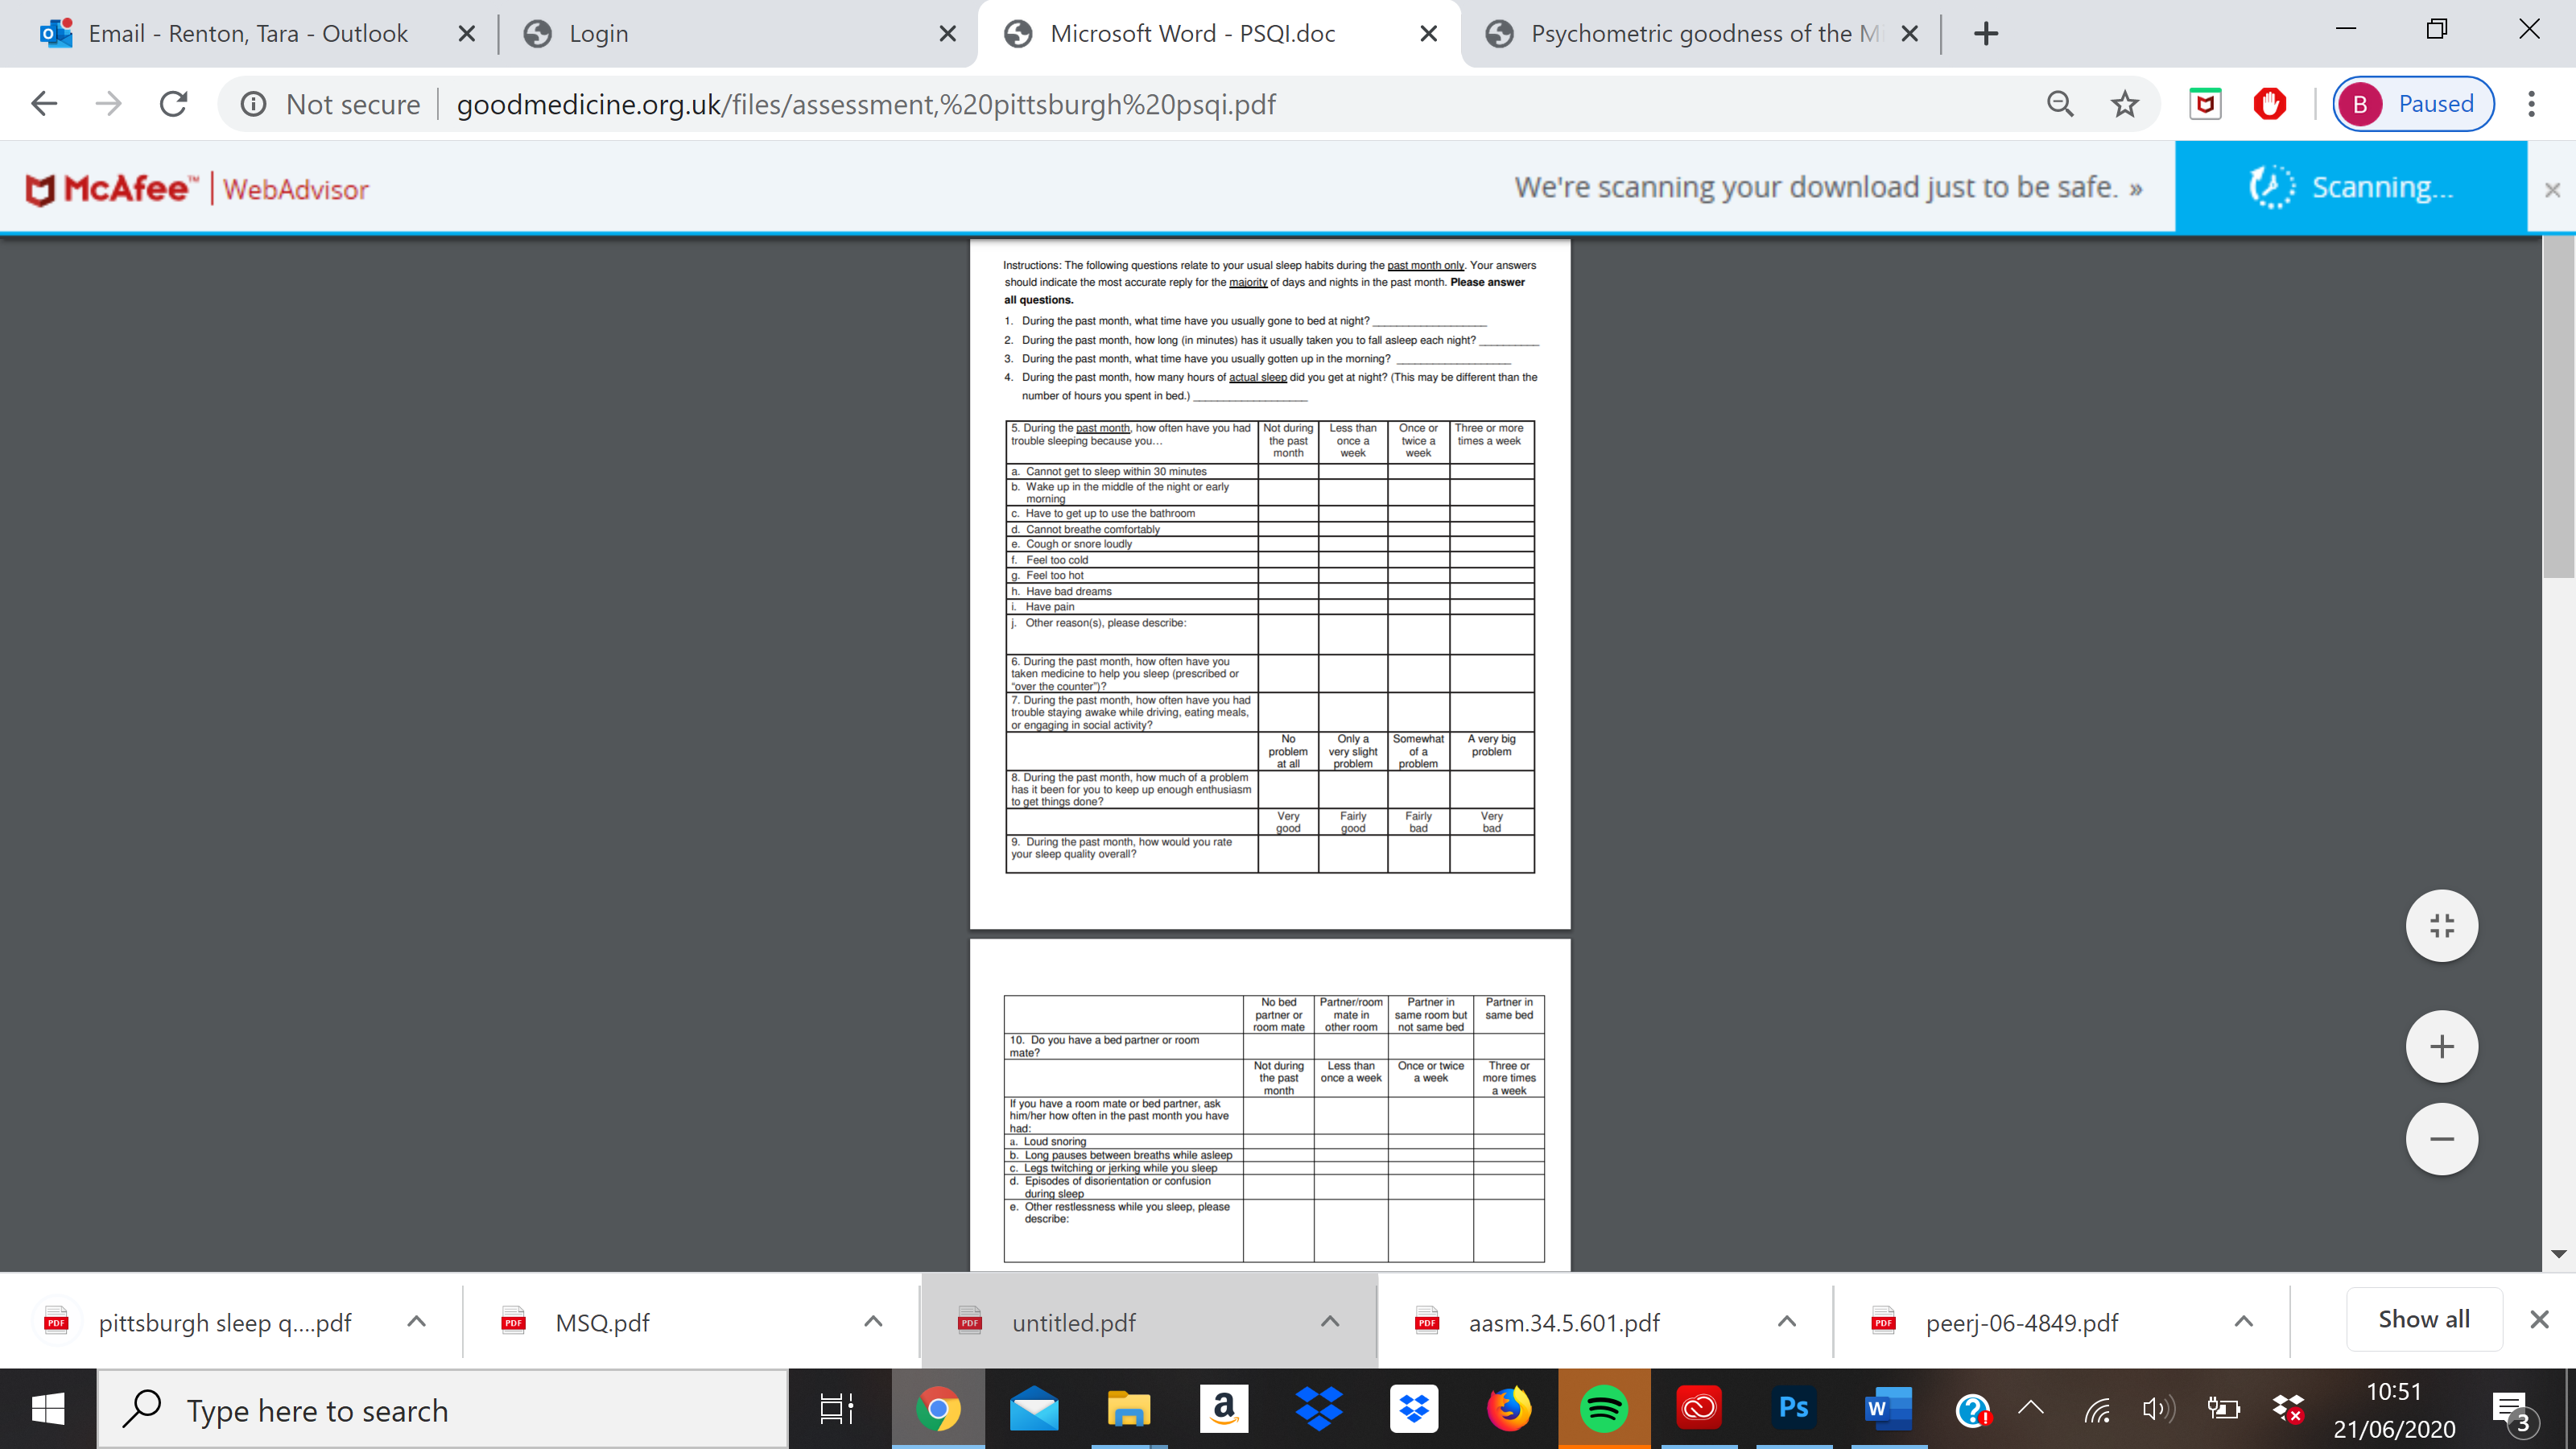 Email - Renton, Tara - Outlook
Login
Microsoft Word - PSQI.doc
Psychometric goodness of the Mi
Not secure
goodmedicine.org.uk/files/assessment,%20pittsburgh%20psqi.pdf
B Paused
McAfee™ | WebAdvisor
We're scanning your download just to be safe. »
Scanning...
Instructions: The following questions relate to your usual sleep habits during the past month only. Your answers
should indicate the most accurate reply for the majority of days and nights in the past month. Please answer
all questions.
1. During the past month, what time have you usually gone to bed at night? ___________________
2. During the past month, how long (in minutes) has it usually taken you to fall asleep each night? __________
3. During the past month, what time have you usually gotten up in the morning? ___________________
4. During the past month, how many hours of actual sleep did you get at night? (This may be different than the
number of hours you spent in bed.) ___________________
5. During the past month, how often have you had
trouble sleeping because you…
Not during
the past
month
Less than
once a
week
Once or
twice a
week
Three or more
times a week
a. Cannot get to sleep within 30 minutes
b. Wake up in the middle of the night or early
morning
c. Have to get up to use the bathroom
d. Cannot breathe comfortably
e. Cough or snore loudly
f. Feel too cold
g. Feel too hot
h. Have bad dreams
i. Have pain
j. Other reason(s), please describe:
6. During the past month, how often have you
taken medicine to help you sleep (prescribed or
“over the counter”)?
7. During the past month, how often have you had
trouble staying awake while driving, eating meals,
or engaging in social activity?
No
problem
at all
Only a
very slight
problem
Somewhat
of a
problem
A very big
problem
8. During the past month, how much of a problem
has it been for you to keep up enough enthusiasm
to get things done?
Very
good
Fairly
good
Fairly
bad
Very
bad
9. During the past month, how would you rate
your sleep quality overall?
No bed
partner or
room mate
Partner/room
mate in
other room
Partner in
same room but
not same bed
Partner in
same bed
10. Do you have a bed partner or room
mate?
Not during
the past
month
Less than
once a week
Once or twice
a week
Three or
more times
a week
If you have a room mate or bed partner, ask
him/her how often in the past month you have
had:
a. Loud snoring
b. Long pauses between breaths while asleep
c. Legs twitching or jerking while you sleep
d. Episodes of disorientation or confusion
during sleep
e. Other restlessness while you sleep, please
describe:
pittsburgh sleep q....pdf
MSQ.pdf
untitled.pdf
aasm.34.5.601.pdf
peerj-06-4849.pdf
Show all
Type here to search
a
Ps
W
10:51
21/06/2020
3